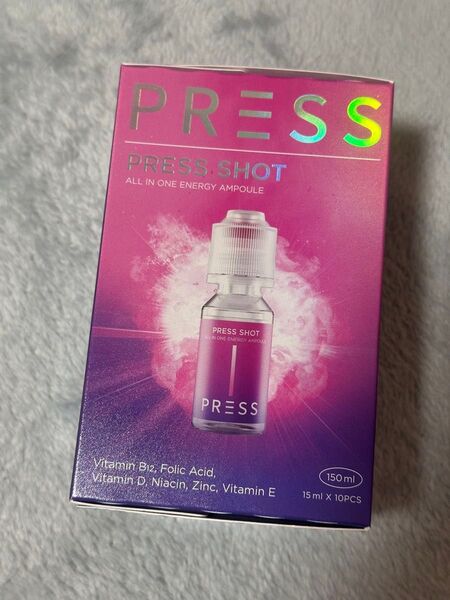 PRESS
PRESS SHOT
ALL IN ONE ENERGY AMPOULE
PRESS SHOT
ALL IN ONE ENERGY AMPOULE
PRESS
Vitamin B12, Folic Acid,
Vitamin D, Niacin, Zinc, Vitamin E
150 ml
15 ml X 10PCS